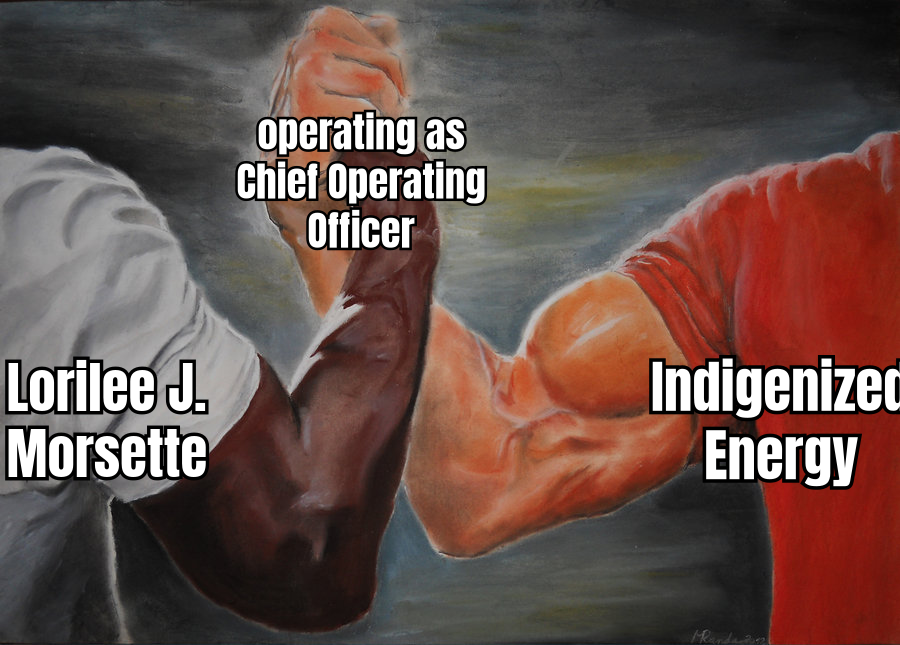 operating as
Chief Operating
Officer
Lorilee J.
Morsette
Indigenized
Energy